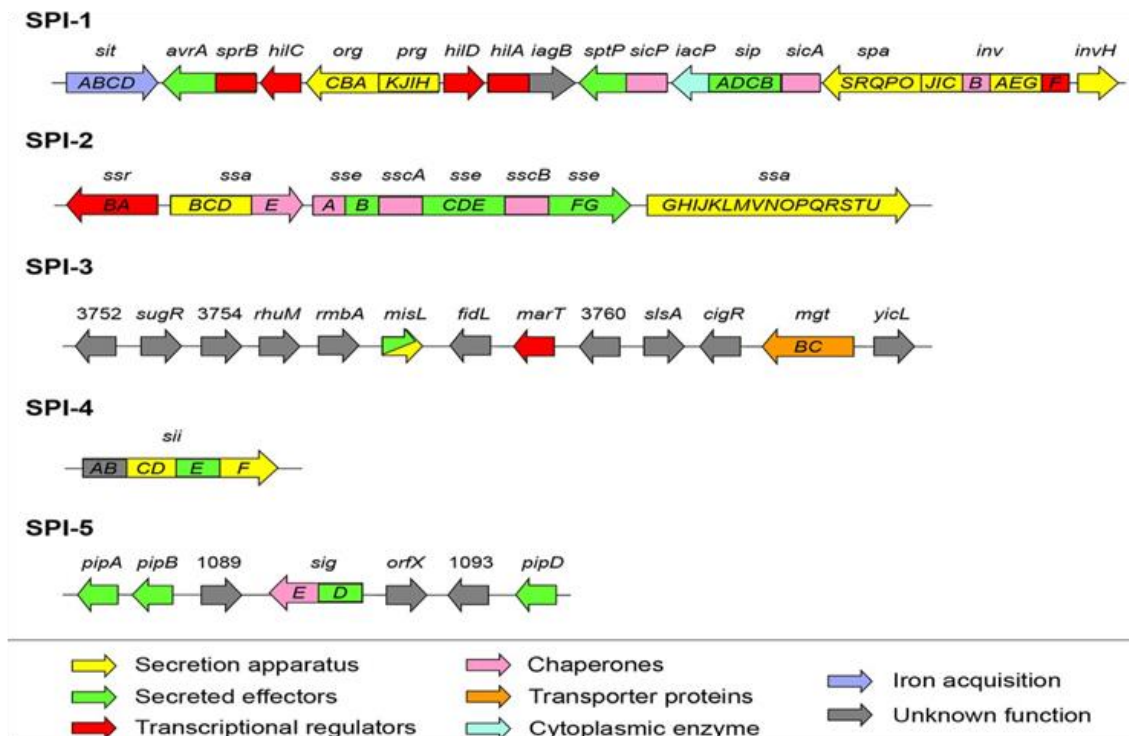 SPI-1
sit avrA sprB hilC org prg hilD hilA iagB sptP sicP iacP sip sicA spa inv invH
ABCD CBA KJIH ADCB SRQPO JIC B AEG F
SPI-2
ssr ssa sse sscA sse sscB sse ssa
BA BCD E A B CDE FG GHIJKLMVNOPQRSTU
SPI-3
3752 sugR 3754 rhuM rmbA misL fidL marT 3760 slsA cigR mgt yicL
BC
SPI-4
sii
AB CD E F
SPI-5
pipA pipB 1089 sig orfX 1093 pipD
E D
Secretion apparatus Chaperones Iron acquisition
Secreted effectors Transporter proteins Unknown function
Transcriptional regulators Cytoplasmic enzyme